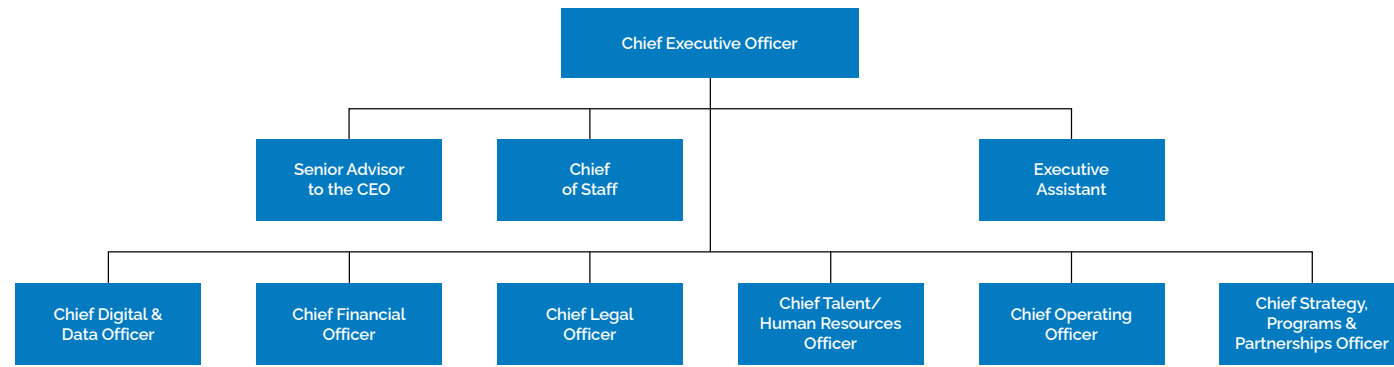 Chief Executive Officer
Senior Advisor
to the CEO
Chief
of Staff
Executive
Assistant
Chief Digital &
Data Officer
Chief Financial
Officer
Chief Legal
Officer
Chief Talent/
Human Resources
Officer
Chief Operating
Officer
Chief Strategy,
Programs &
Partnerships Officer